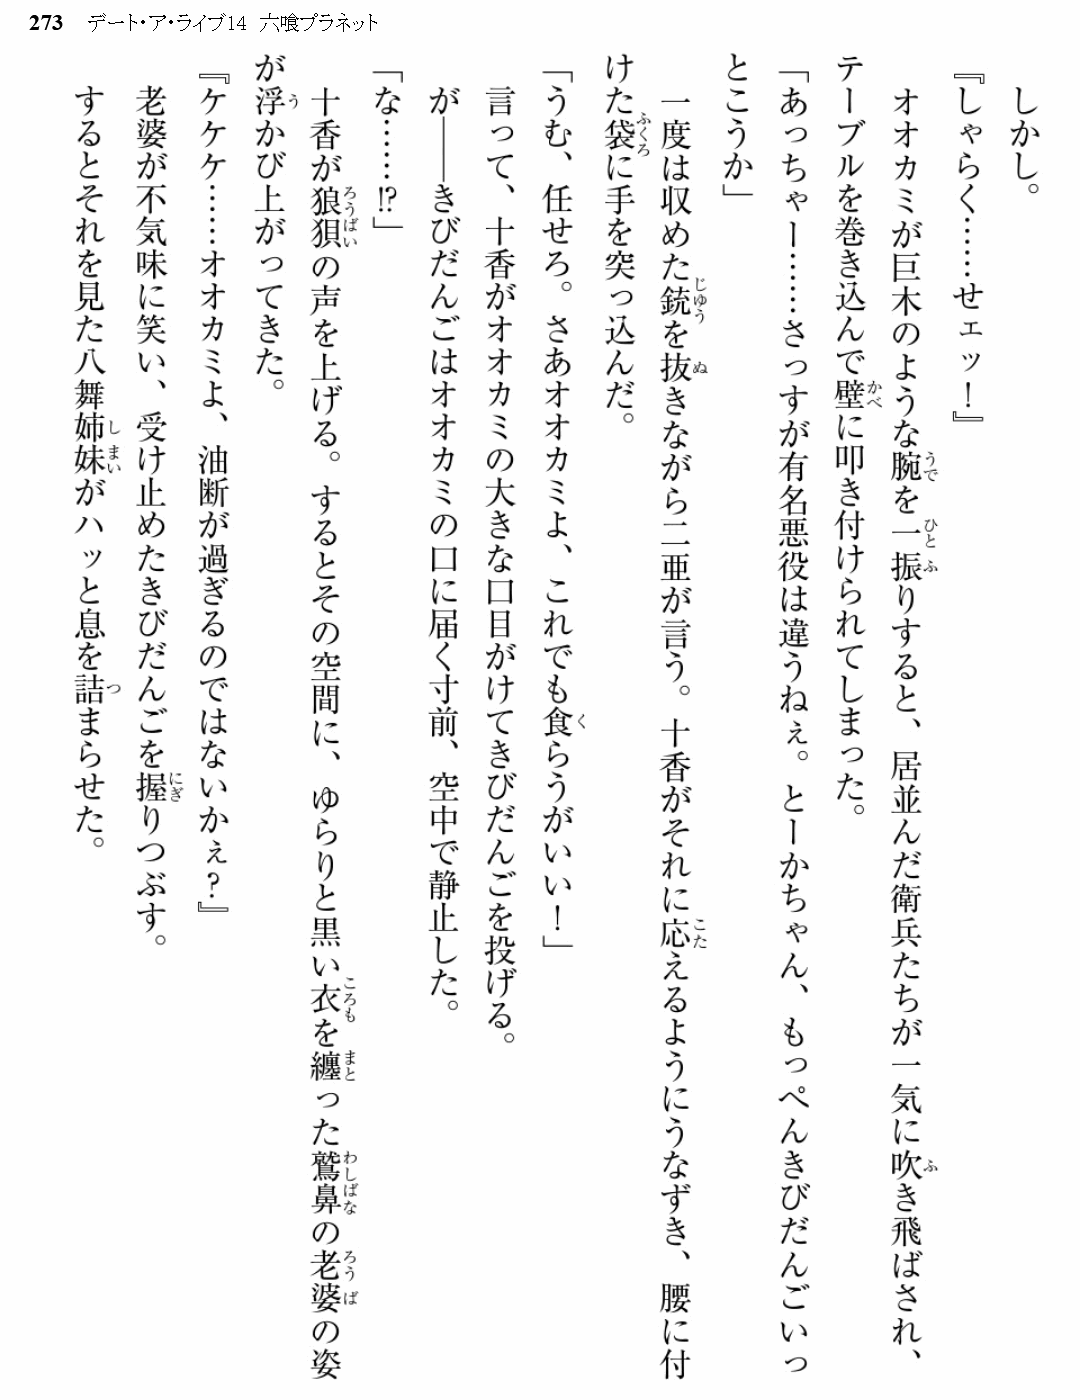 273 デート・ア・ライブ14 六喰プラネット
しかし。
『しゃらく……せェッ！』
オオカミが巨木のような腕を一振りすると、居並んだ衛兵たちが一気に吹き飛ばされ、
テーブルを巻き込んで壁に叩き付けられてしまった。
「あっちゃー……さっすが有名悪役は違うねぇ。とーかちゃん、もっぺんきびだんごいっ
とこうか」
一度は収めた銃を抜きながら二亜が言う。十香がそれに応えるようにうなずき、腰に付
けた袋に手を突っ込んだ。
「うむ、任せろ。さあオオカミよ、これでも食らうがいい！」
言って、十香がオオカミの大きな口目がけてきびだんごを投げる。
が――きびだんごはオオカミの口に届く寸前、空中で静止した。
「な……!?」
十香が狼狽の声を上げる。するとその空間に、ゆらりと黒い衣を纏った鷲鼻の老婆の姿
が浮かび上がってきた。
『ケケケ……オオカミよ、油断が過ぎるのではないかぇ？』
老婆が不気味に笑い、受け止めたきびだんごを握りつぶす。
するとそれを見た八舞姉妹がハッと息を詰まらせた。